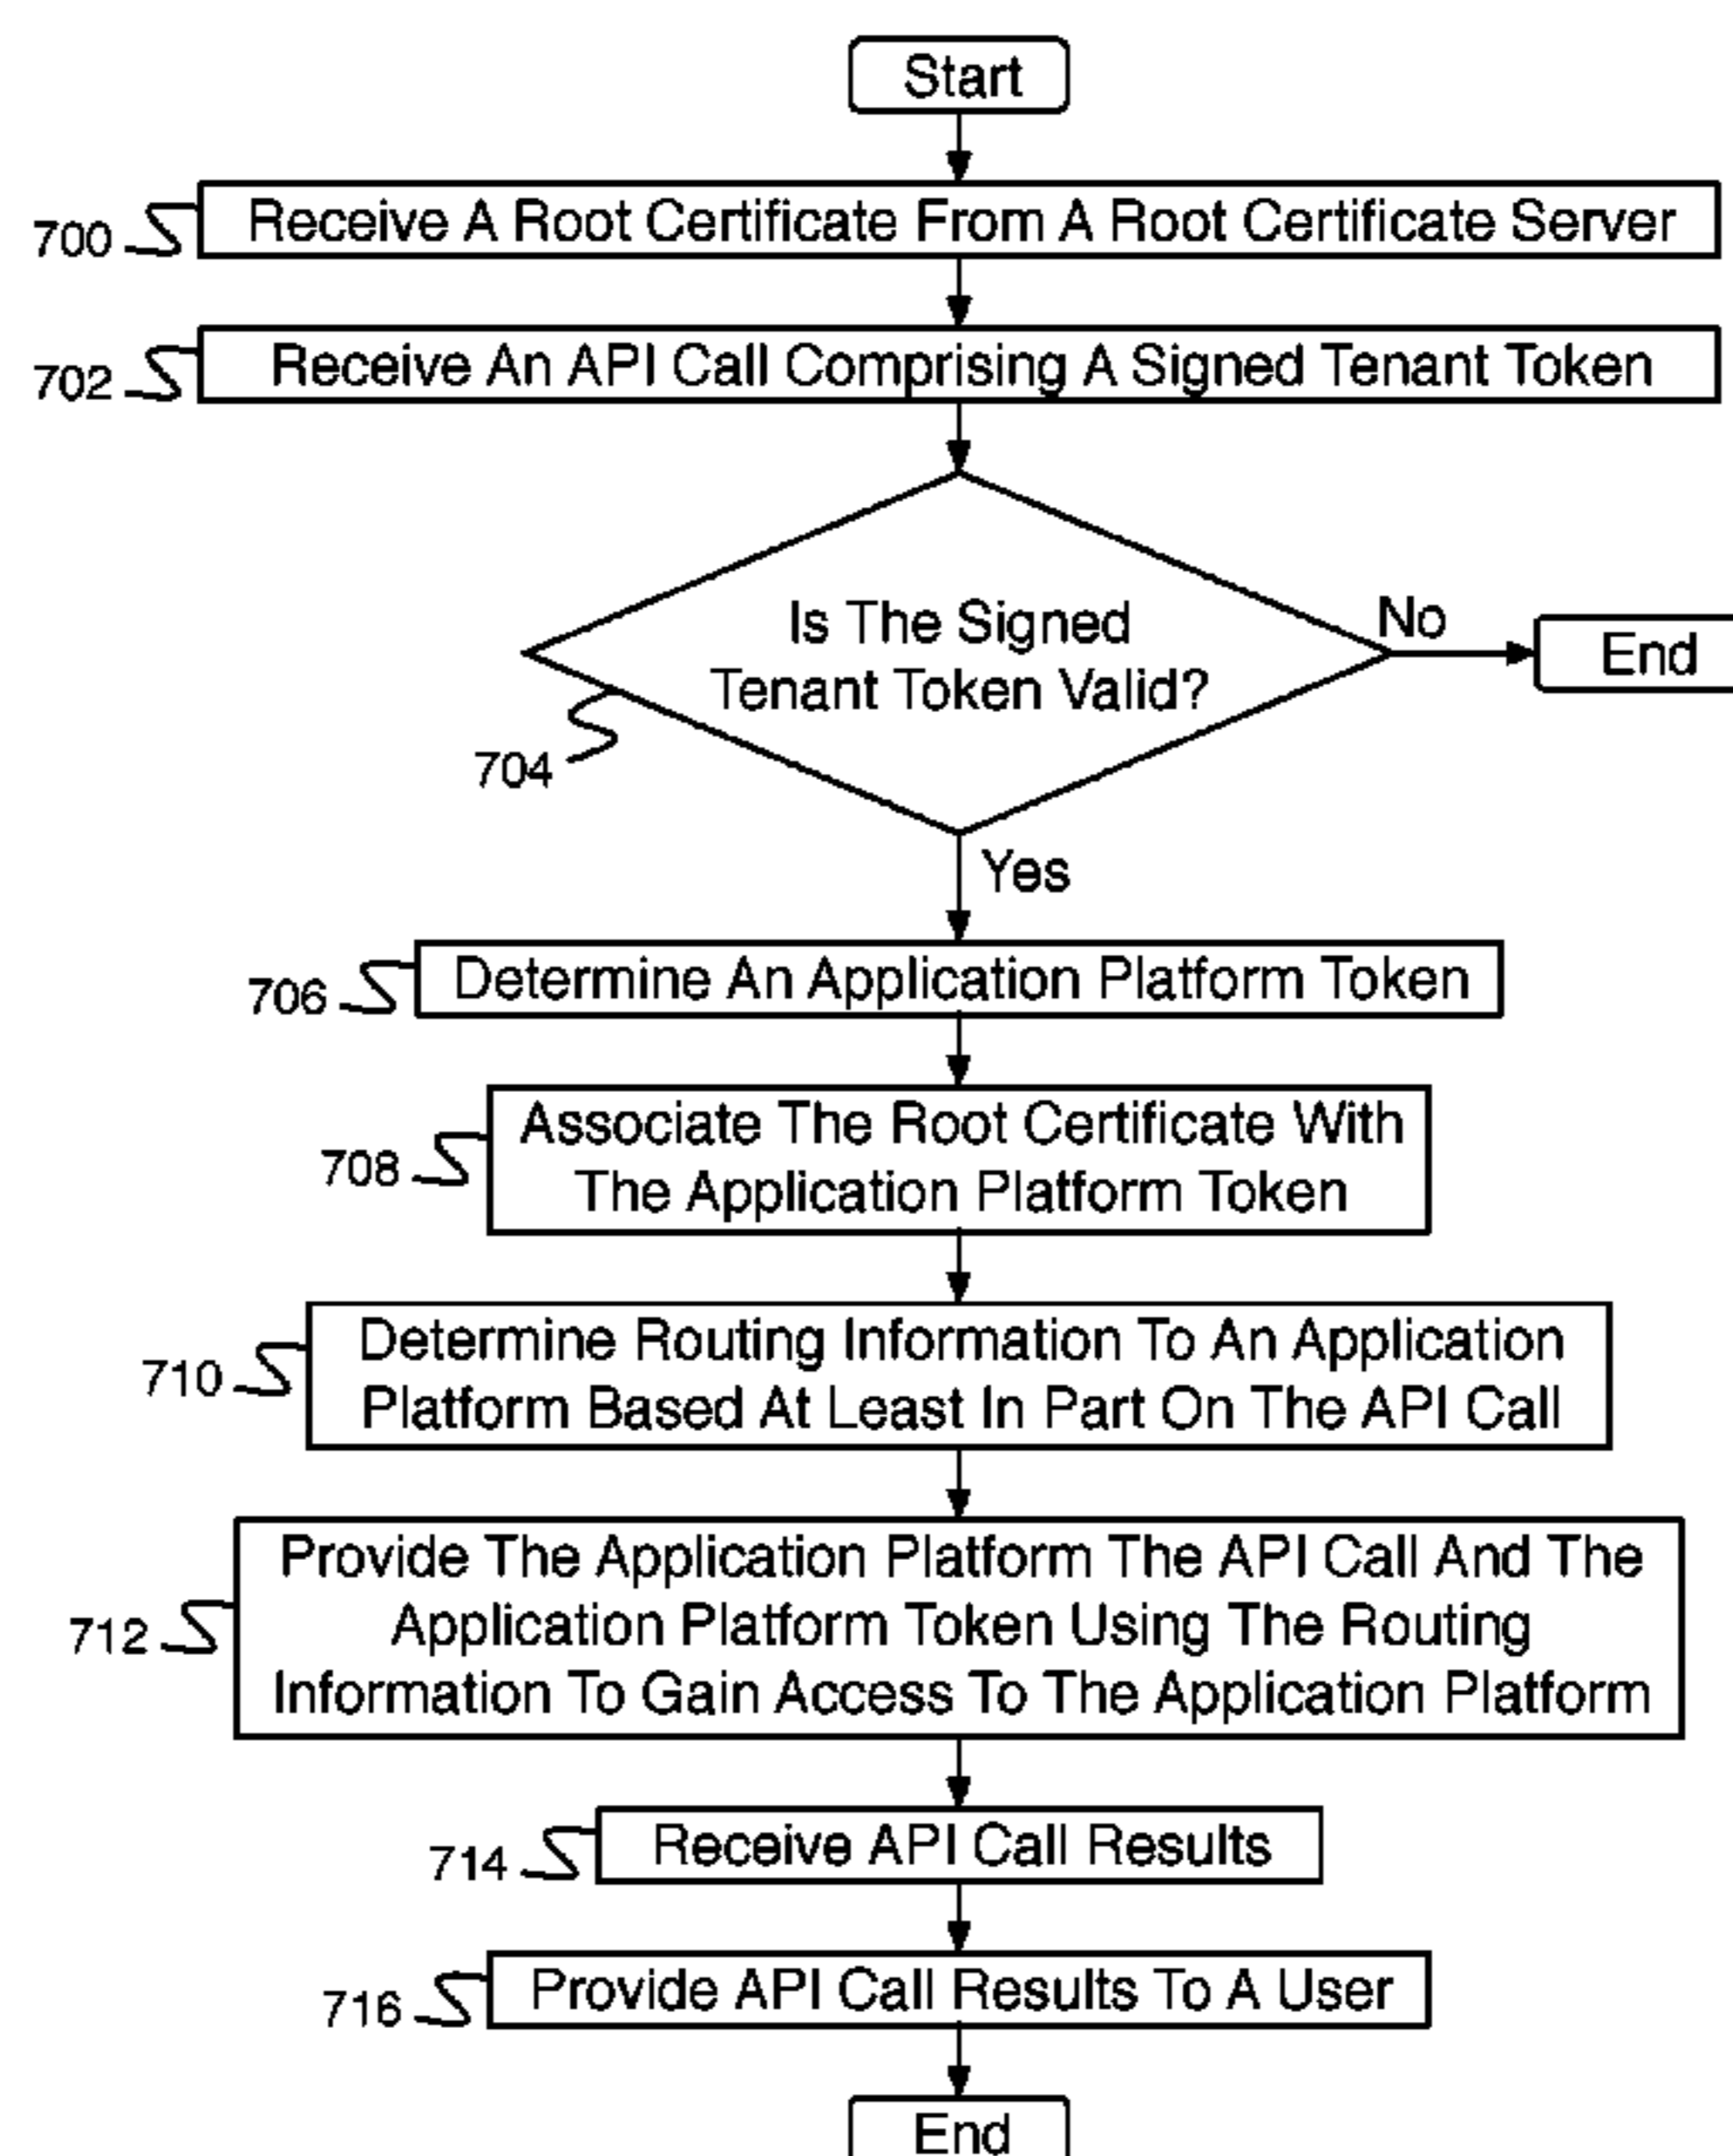 Start
700
Receive A Root Certificate From A Root Certificate Server
702
Receive An API Call Comprising A Signed Tenant Token
Is The Signed
Tenant Token Valid?
No
End
704
Yes
706
Determine An Application Platform Token
708
Associate The Root Certificate With
The Application Platform Token
710
Determine Routing Information To An Application
Platform Based At Least In Part On The API Call
712
Provide The Application Platform The API Call And The
Application Platform Token Using The Routing
Information To Gain Access To The Application Platform
714
Receive API Call Results
716
Provide API Call Results To A User
End